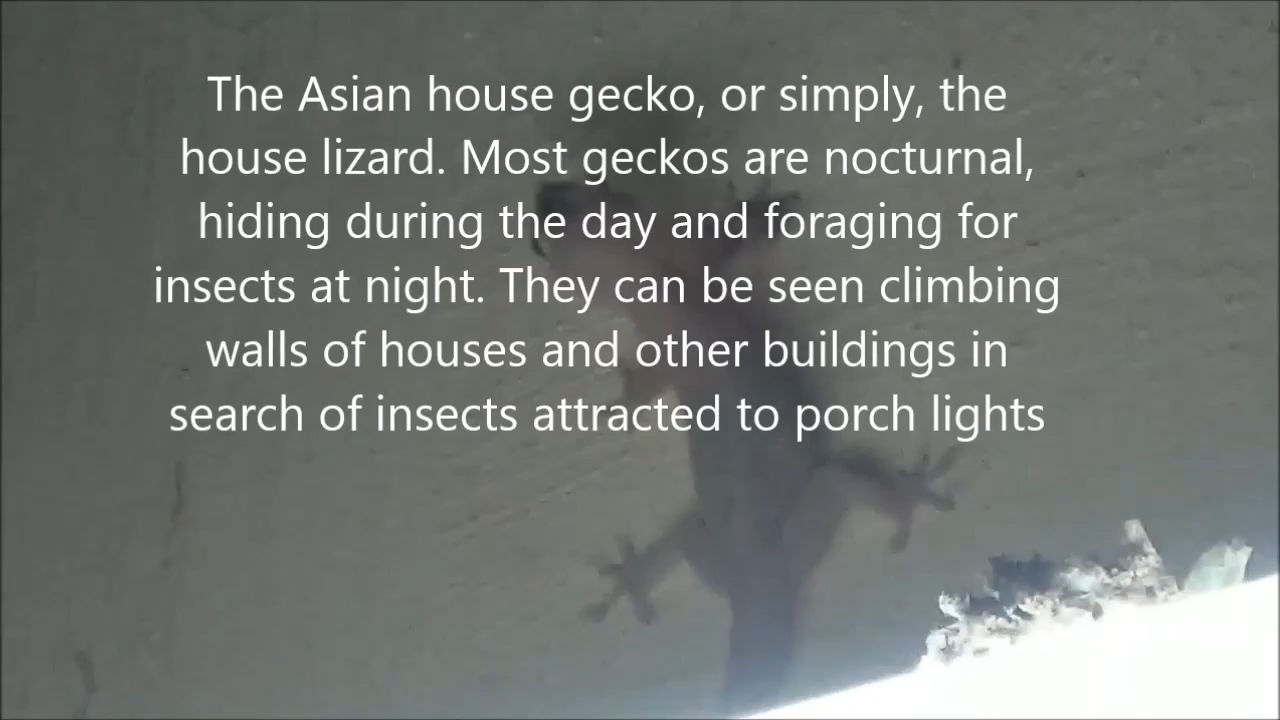 The Asian house gecko, or simply, the
house lizard. Most geckos are nocturnal,
hiding during the day and foraging for
insects at night. They can be seen climbing
walls of houses and other buildings in
search of insects attracted to porch lights